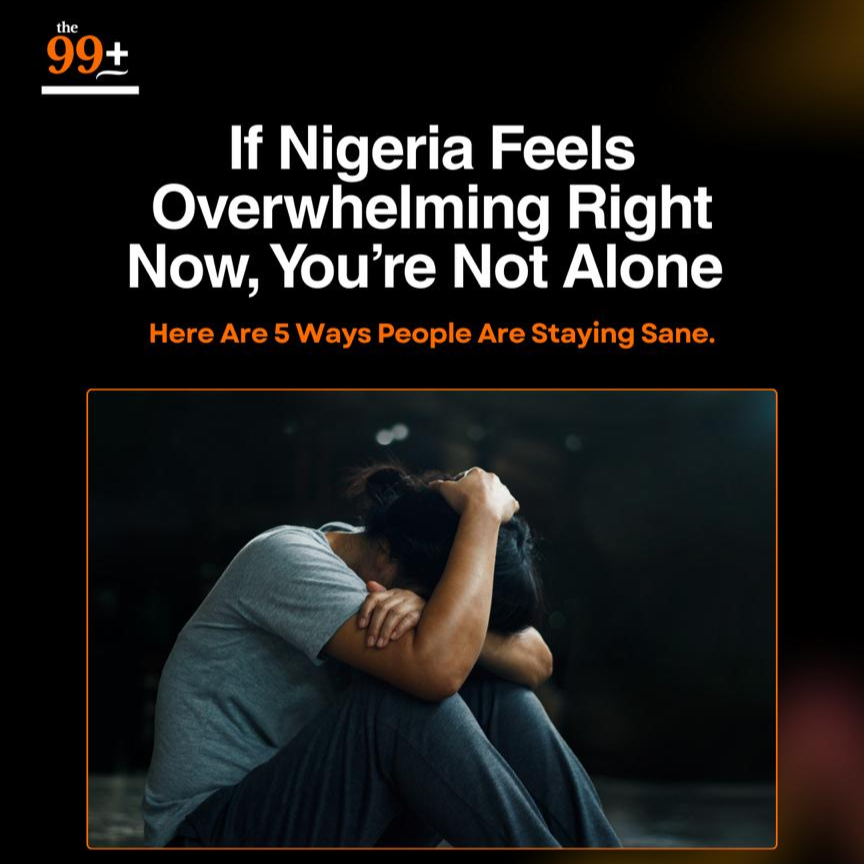 the
99+
If Nigeria Feels
Overwhelming Right
Now, You’re Not Alone
Here Are 5 Ways People Are Staying Sane.